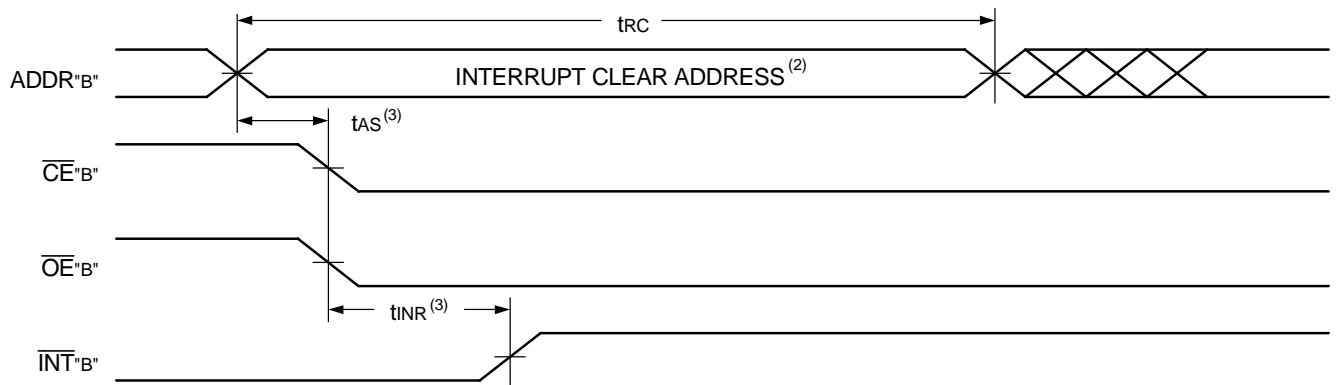 tRC
ADDR"B"
INTERRUPT CLEAR ADDRESS(2)
tAS(3)
CE"B"
OE"B"
tINR(3)
INT"B"